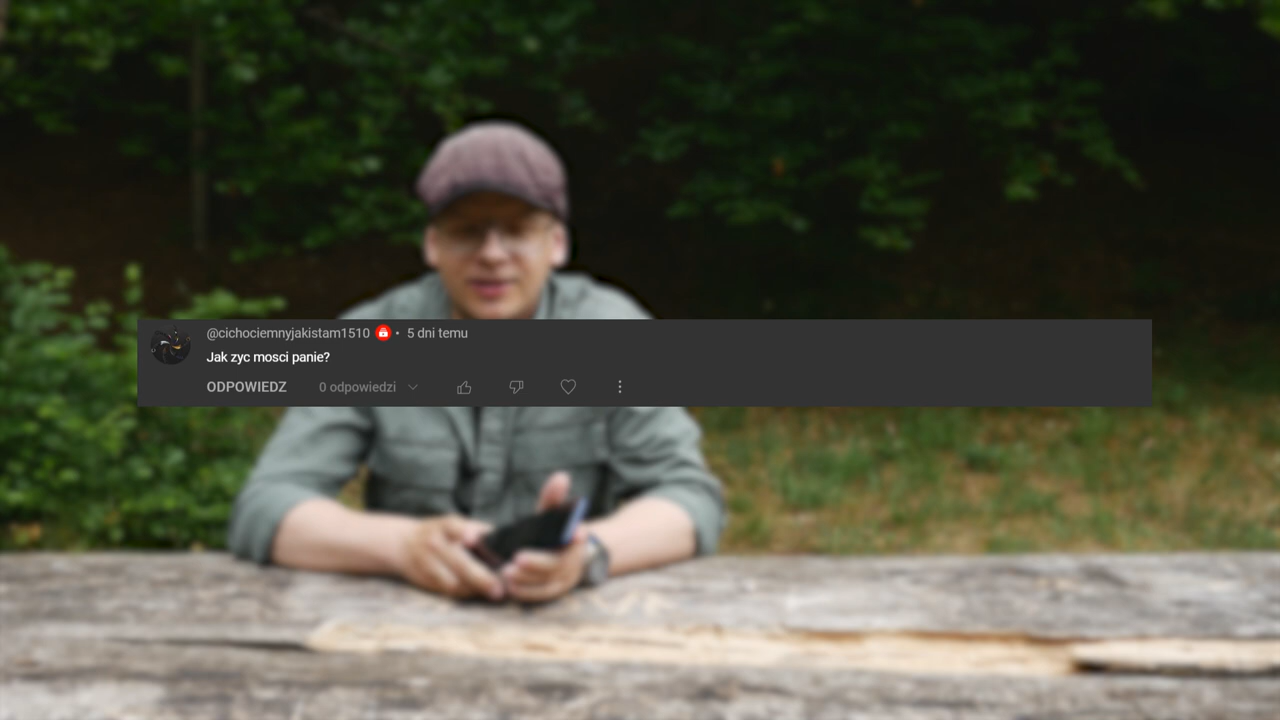 @cichociemnyjakistam1510 • 5 dni temu
Jak zyc mosci panie?
ODPOWIEDZ 0 odpowiedzi